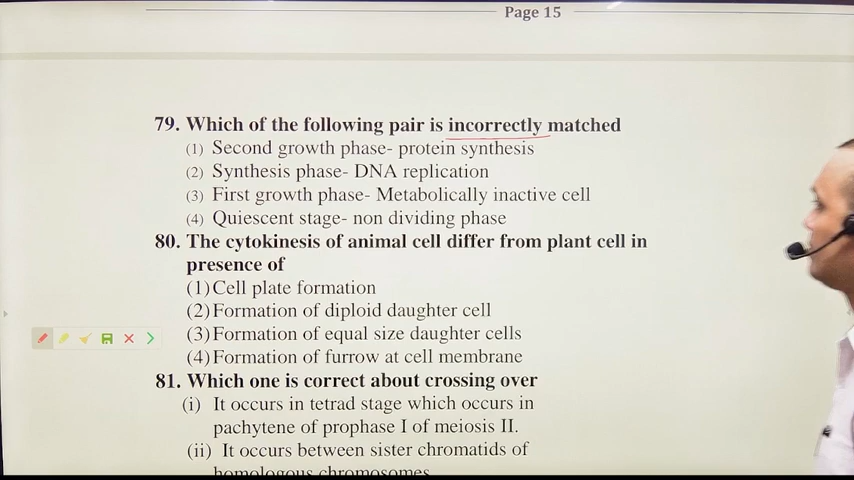 Page 15
79. Which of the following pair is incorrectly matched
(1) Second growth phase- protein synthesis
(2) Synthesis phase- DNA replication
(3) First growth phase- Metabolically inactive cell
(4) Quiescent stage- non dividing phase
80. The cytokinesis of animal cell differ from plant cell in
presence of
(1) Cell plate formation
(2) Formation of diploid daughter cell
(3) Formation of equal size daughter cells
(4) Formation of furrow at cell membrane
81. Which one is correct about crossing over
(i) It occurs in tetrad stage which occurs in
pachytene of prophase I of meiosis II.
(ii) It occurs between sister chromatids of
homologous chromosomes